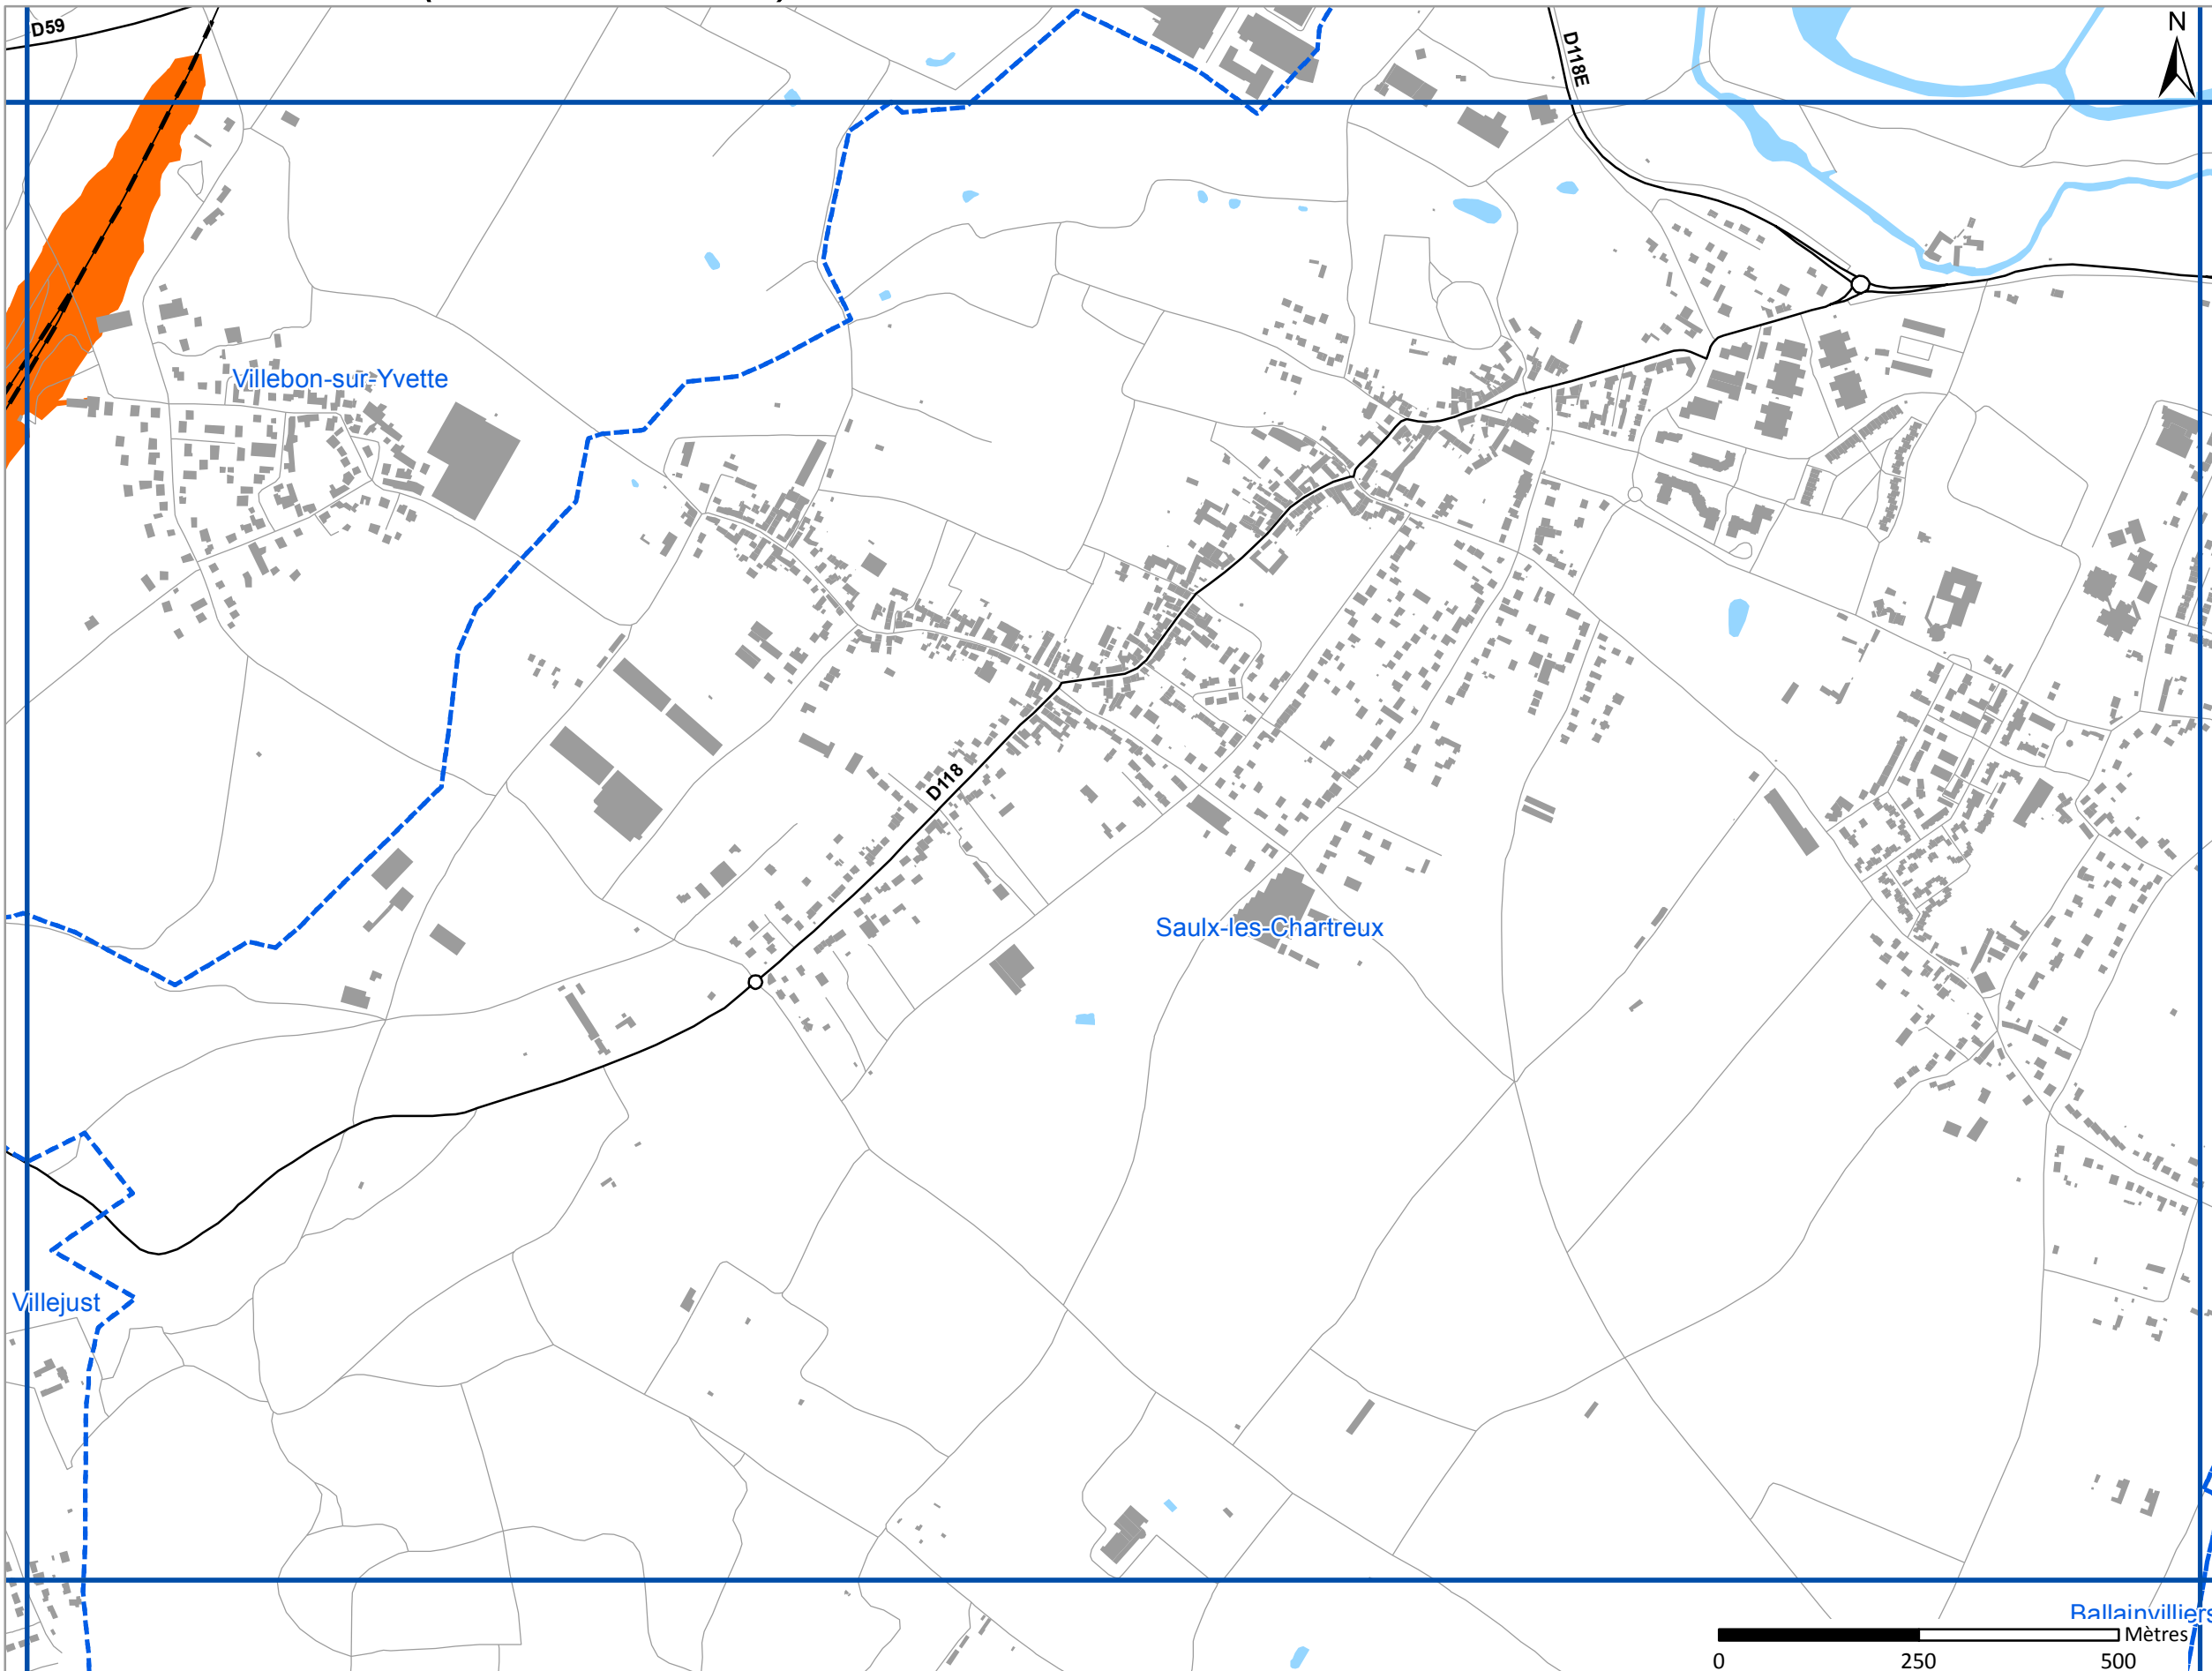 D59
D118E
N
Villebon-sur-Yvette
D118
Saulx-les-Chartreux
Villejust
Ballainvilliers
Mètres
0 250 500